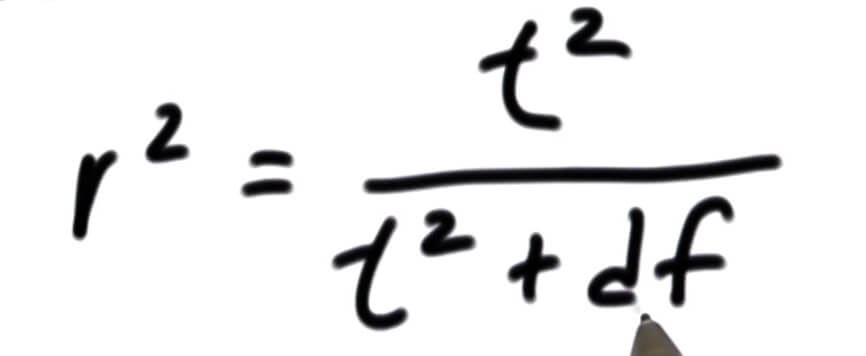 r² = t² / t² + df